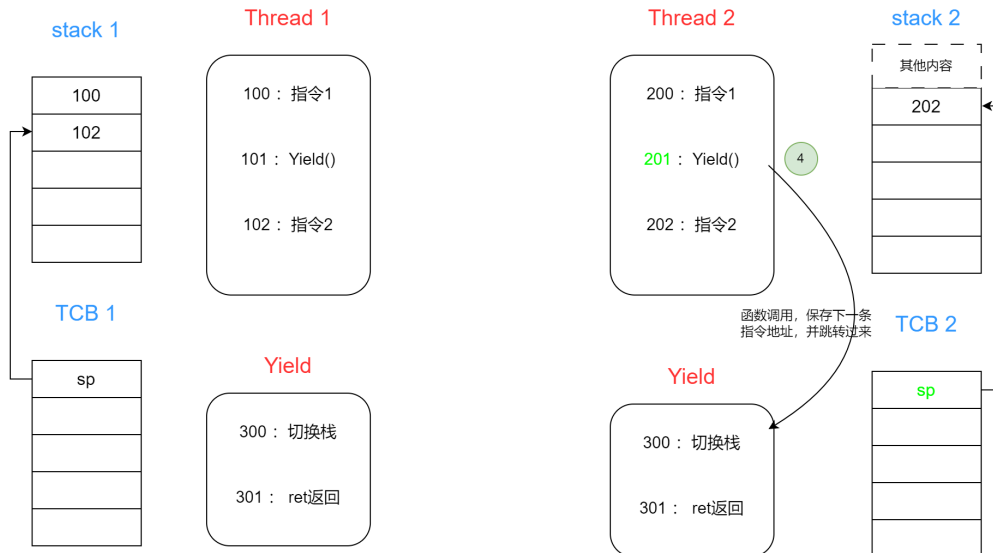 stack 1
Thread 1
Thread 2
stack 2
100
102
100： 指令1
101： Yield()
102： 指令2
200： 指令1
201： Yield()
202： 指令2
4
其他内容
202
函数调用，保存下一条
指令地址，并跳转过来
TCB 1
sp
Yield
300： 切换栈
301： ret返回
Yield
300： 切换栈
301： ret返回
TCB 2
sp